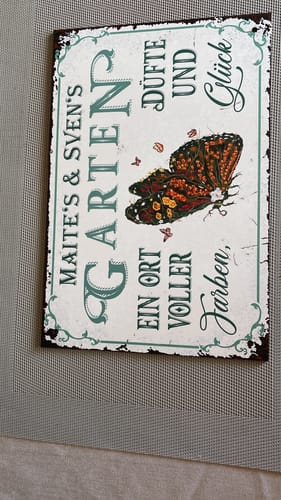 MAITE'S & SVEN'S
GARTEN
EIN ORT
VOLLER
DÜFTE
UND
Farben,
Glück